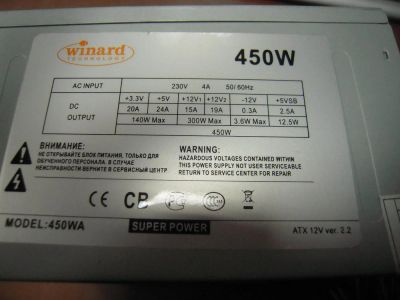 winard
TECHNOLOGY
450W
AC INPUT 230V 4A 50/60Hz
DC OUTPUT +3.3V +5V +12V1 +12V2 -12V +5VSB
20A 24A 15A 19A 0.3A 2.5A
140W Max 300W Max 3.6W Max 12.5W
450W
ВНИМАНИЕ:
НЕ ОТКРЫВАЙТЕ БЛОК ПИТАНИЯ, ТОЛЬКО ДЛЯ
ОБУЧЕННОГО ПЕРСОНАЛА. В СЛУЧАЕ
НЕИСПРАВНОСТИ ВЕРНИТЕ В СЕРВИСНЫЙ ЦЕНТР.
WARNING:
HAZARDOUS VOLTAGES CONTAINED WITHIN
THIS POWER SUPPLY, NOT USER SERVICEABLE
RETURN TO SERVICE CENTER FOR REPAIR
CE CB
MODEL:450WA
SUPER POWER
ATX 12V ver. 2.2